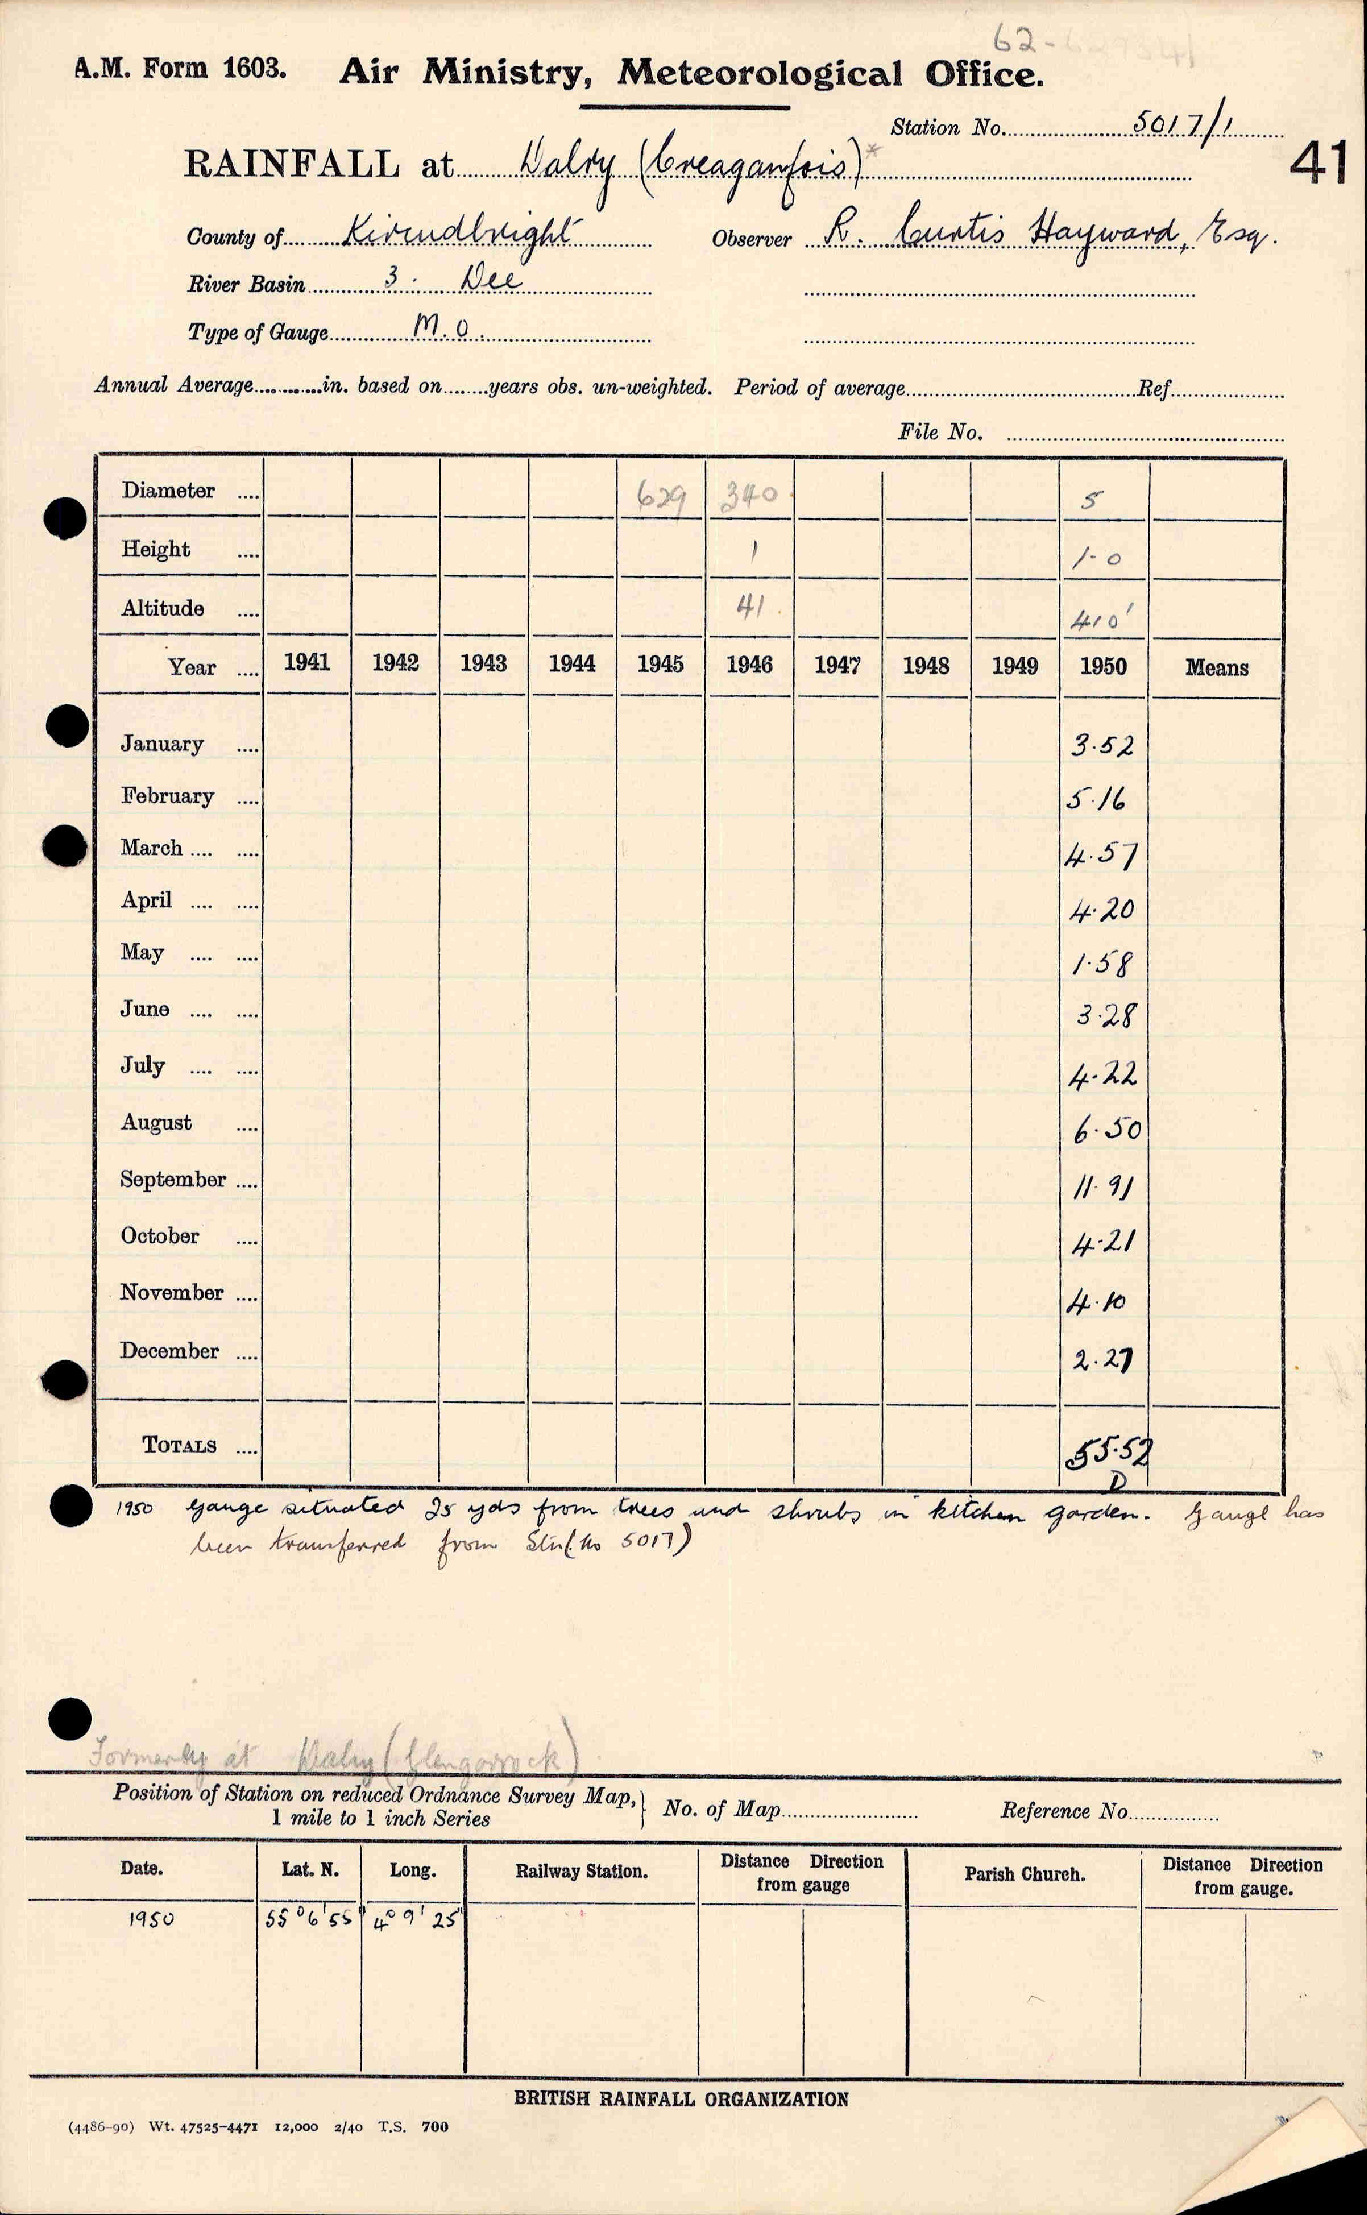 62-
A.M. Form 1603. Air Ministry, Meteorological Office.
Station No. 5017/1
41
RAINFALL at Dalry (Creaganfois)*
County of Kircudbright Observer R. Curtis Hayward, Esq.
River Basin 3. Dee
Type of Gauge M.O.
Annual Average in. based on years obs. un-weighted. Period of average Ref
File No.
Diameter .... 629 340 5
Height .... 1 1-0
Altitude .... 41 410'
Year .... 1941 1942 1943 1944 1945 1946 1947 1948 1949 1950 Means
January .... 3.52
February .... 5.16
March .... .... 4.57
April .... .... 4.20
May .... .... 1.58
June .... .... 3.28
July .... .... 4.22
August .... 6.50
September .... 11.91
October .... 4.21
November .... 4.10
December .... 2.27
TOTALS .... 55.52
D
1950 Gauge situated 25 yds from trees and shrubs in kitchen garden. Gauge has
been transferred from Stn (No 5017)
Formerly at Dalry (Glengorrock)
Position of Station on reduced Ordnance Survey Map, 1 mile to 1 inch Series } No. of Map Reference No.
Date. Lat. N. Long. Railway Station. Distance Direction from gauge Parish Church. Distance Direction from gauge.
1950 55° 6' 55" 4° 9' 25"
BRITISH RAINFALL ORGANIZATION
(4486-90) Wt. 47525-4471 12,000 2/40 T.S. 700